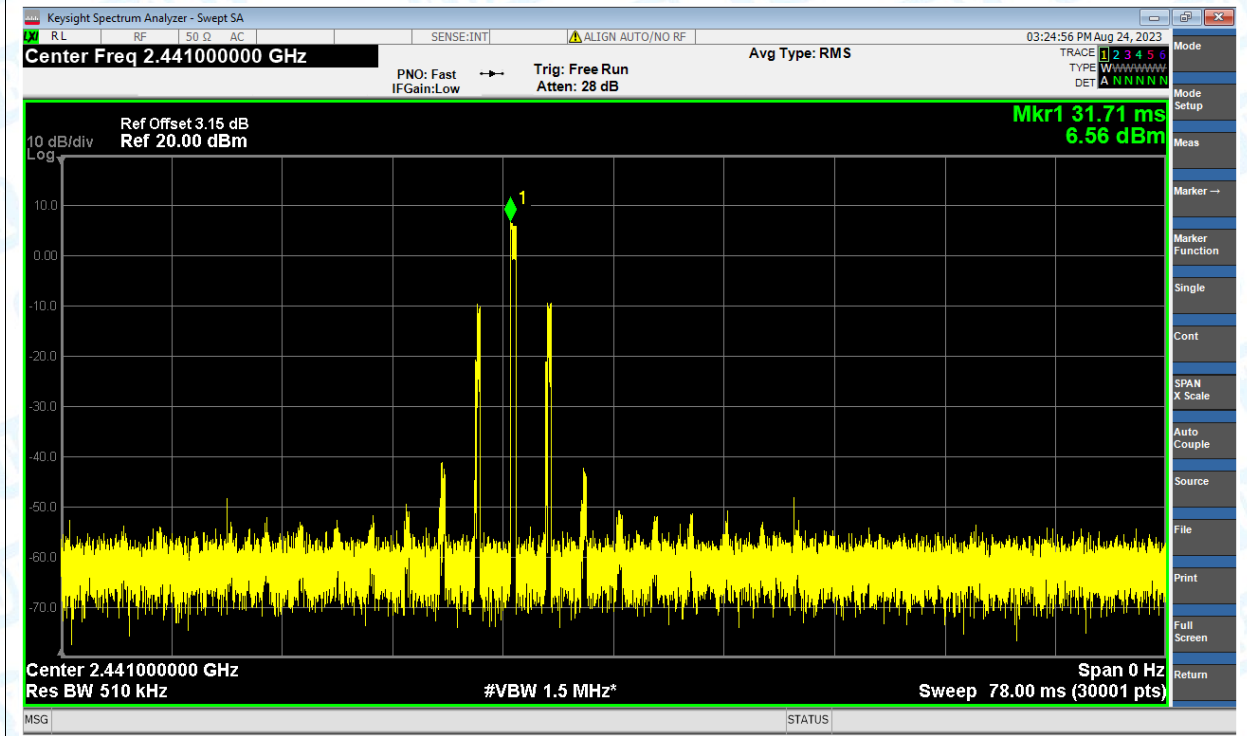 Keysight Spectrum Analyzer - Swept SA
LXI RL RF 50 Ω AC SENSE:INT ALIGN AUTO/NO RF 03:24:56 PM Aug 24, 2023
Center Freq 2.441000000 GHz
Avg Type: RMS
TRACE 1 2 3 4 5 6
PNO: Fast Trig: Free Run
TYPE WWWWWW
IFGain:Low Atten: 28 dB
DET A N N N N N
Mkr1 31.71 ms
6.56 dBm
Ref Offset 3.15 dB
10 dB/div Ref 20.00 dBm
Log
1
10.0
0.00
-10.0
-20.0
-30.0
-40.0
-50.0
-60.0
-70.0
Center 2.441000000 GHz Span 0 Hz
Res BW 510 kHz #VBW 1.5 MHz* Sweep 78.00 ms (30001 pts)
MSG STATUS
Mode
Mode
Setup
Meas
Marker →
Marker
Function
Single
Cont
SPAN
X Scale
Auto
Couple
Source
File
Print
Full
Screen
Return